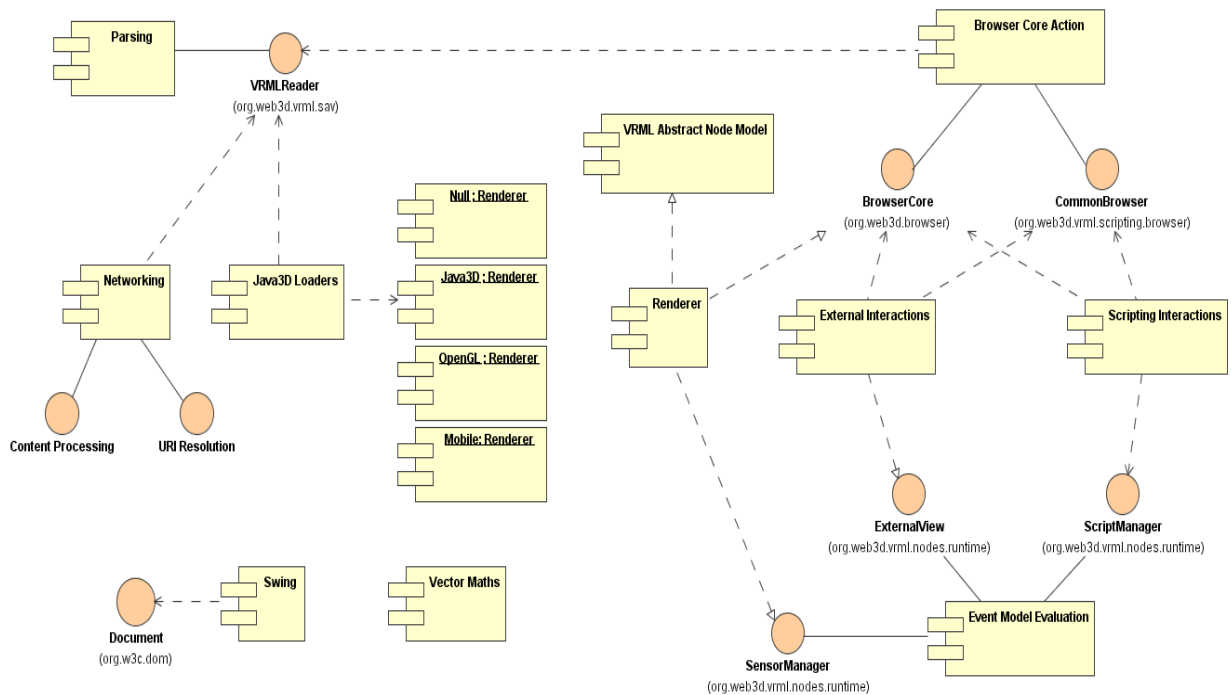 Parsing
Browser Core Action
VRMLReader
(org.web3d.vrml.sav)
VRML Abstract Node Model
Null : Renderer
BrowserCore
(org.web3d.browser)
CommonBrowser
(org.web3d.vrml.scripting.browser)
Networking
Java3D Loaders
Java3D : Renderer
Renderer
External Interactions
Scripting Interactions
OpenGL : Renderer
Content Processing
URI Resolution
Mobile: Renderer
ExternalView
(org.web3d.vrml.nodes.runtime)
ScriptManager
(org.web3d.vrml.nodes.runtime)
Swing
Vector Maths
Document
(org.w3c.dom)
Event Model Evaluation
SensorManager
(org.web3d.vrml.nodes.runtime)